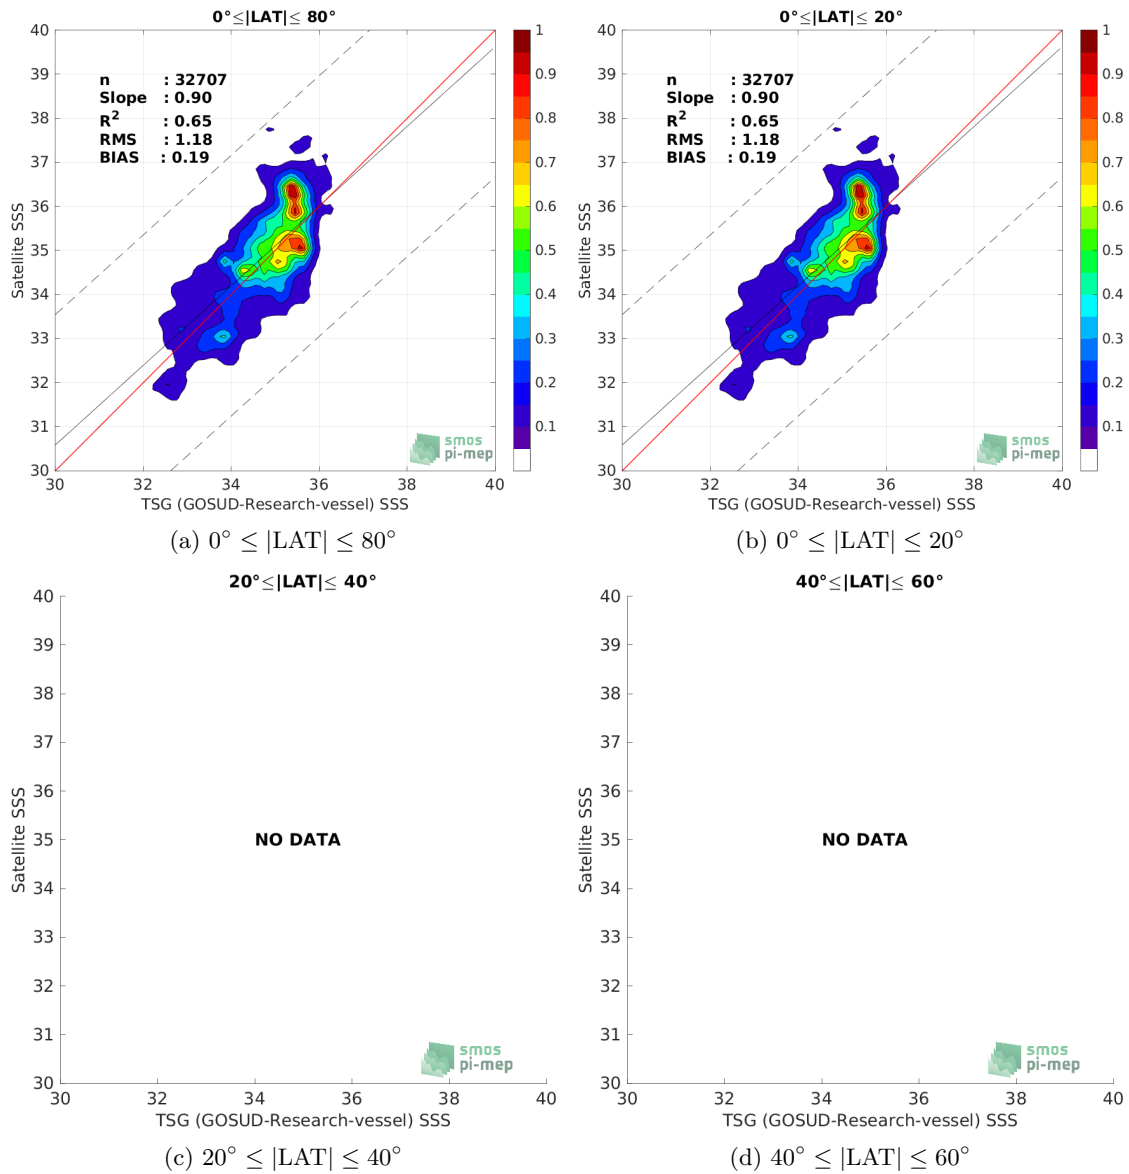 0°≤|LAT|≤ 80°
40
39
38
37
36
35
34
33
32
31
30
Satellite SSS
n : 32707
Slope : 0.90
R² : 0.65
RMS : 1.18
BIAS : 0.19
smos
pi-mep
30 32 34 36 38 40
TSG (GOSUD-Research-vessel) SSS
1
0.9
0.8
0.7
0.6
0.5
0.4
0.3
0.2
0.1
(a) 0° ≤ |LAT| ≤ 80°
0°≤|LAT|≤ 20°
40
39
38
37
36
35
34
33
32
31
30
Satellite SSS
n : 32707
Slope : 0.90
R² : 0.65
RMS : 1.18
BIAS : 0.19
smos
pi-mep
30 32 34 36 38 40
TSG (GOSUD-Research-vessel) SSS
1
0.9
0.8
0.7
0.6
0.5
0.4
0.3
0.2
0.1
(b) 0° ≤ |LAT| ≤ 20°
20°≤|LAT|≤ 40°
40
39
38
37
36
35
34
33
32
31
30
Satellite SSS
NO DATA
smos
pi-mep
30 32 34 36 38 40
TSG (GOSUD-Research-vessel) SSS
(c) 20° ≤ |LAT| ≤ 40°
40°≤|LAT|≤ 60°
40
39
38
37
36
35
34
33
32
31
30
Satellite SSS
NO DATA
smos
pi-mep
30 32 34 36 38 40
TSG (GOSUD-Research-vessel) SSS
(d) 40° ≤ |LAT| ≤ 60°